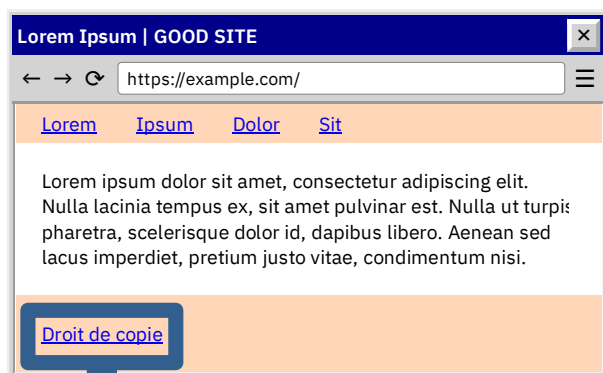 Lorem Ipsum | GOOD SITE
https://example.com/
Lorem Ipsum Dolor Sit
Lorem ipsum dolor sit amet, consectetur adipiscing elit.
Nulla lacinia tempus ex, sit amet pulvinar est. Nulla ut turpis
pharetra, scelerisque dolor id, dapibus libero. Aenean sed
lacus imperdiet, pretium justo vitae, condimentum nisi.
Droit de copie